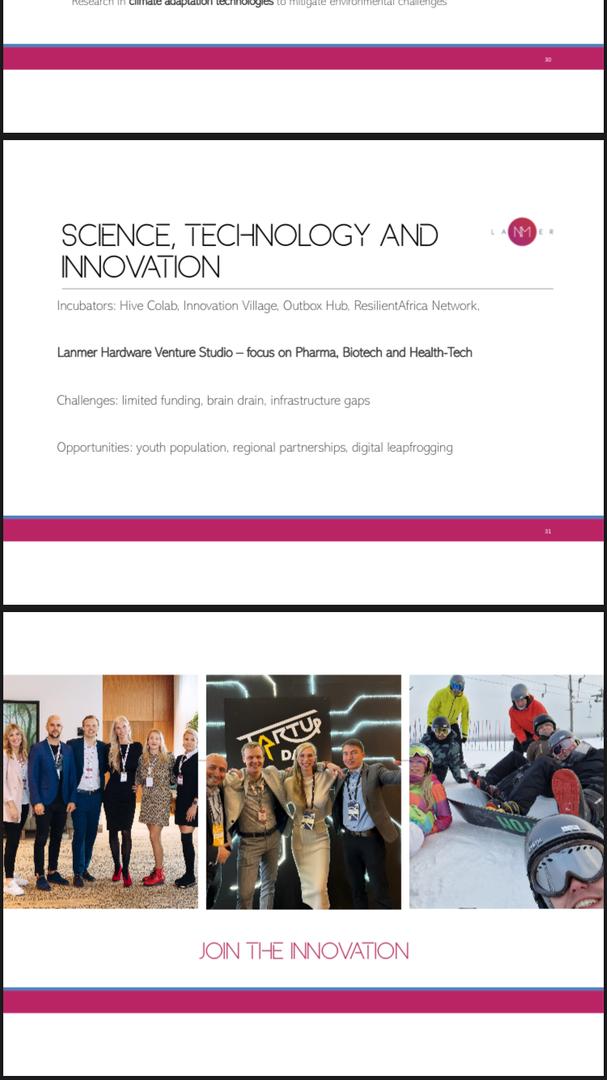 Research in climate adaptation technologies to mitigate environmental challenges
30
SCIENCE, TECHNOLOGY AND
INNOVATION
L A NM E R
Incubators: Hive Colab, Innovation Village, Outbox Hub, ResilientAfrica Network.
Lanmer Hardware Venture Studio – focus on Pharma, Biotech and Health-Tech
Challenges: limited funding, brain drain, infrastructure gaps
Opportunities: youth population, regional partnerships, digital leapfrogging
31
STARTUP
DAY
JOIN THE INNOVATION